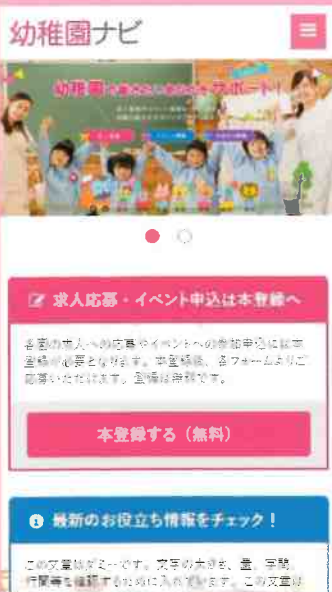 幼稚園ナビ
幼稚園で働きたいあなたをサポート！
求人応募・イベント申込は本登録へ
各園の求人への応募やイベントへの参加申込には本
登録が必要となります。本登録後、各フォームよりご
応募いただけます。登録は無料です。
本登録する（無料）
最新のお役立ち情報をチェック！
この文章はダミーです。文字の大きさ、量、字間、
行間等を確認するために入れています。この文章は